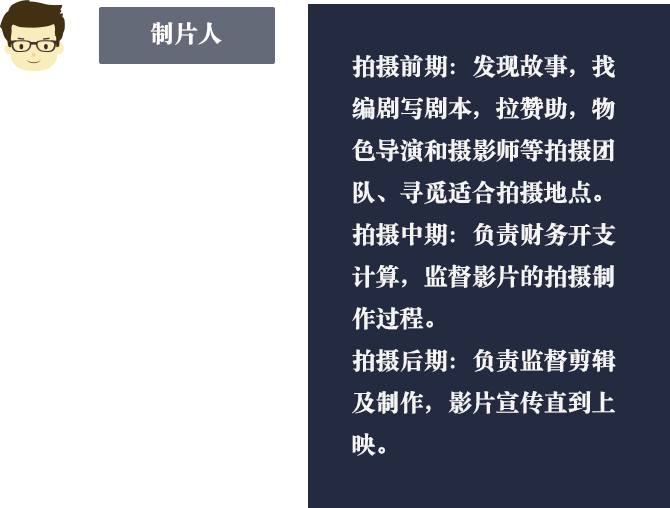 制片人
拍摄前期：发现故事，找
编剧写剧本，拉赞助，物
色导演和摄影师等拍摄团
队、寻觅适合拍摄地点。
拍摄中期：负责财务开支
计算，监督影片的拍摄制
作过程。
拍摄后期：负责监督剪辑
及制作，影片宣传直到上
映。